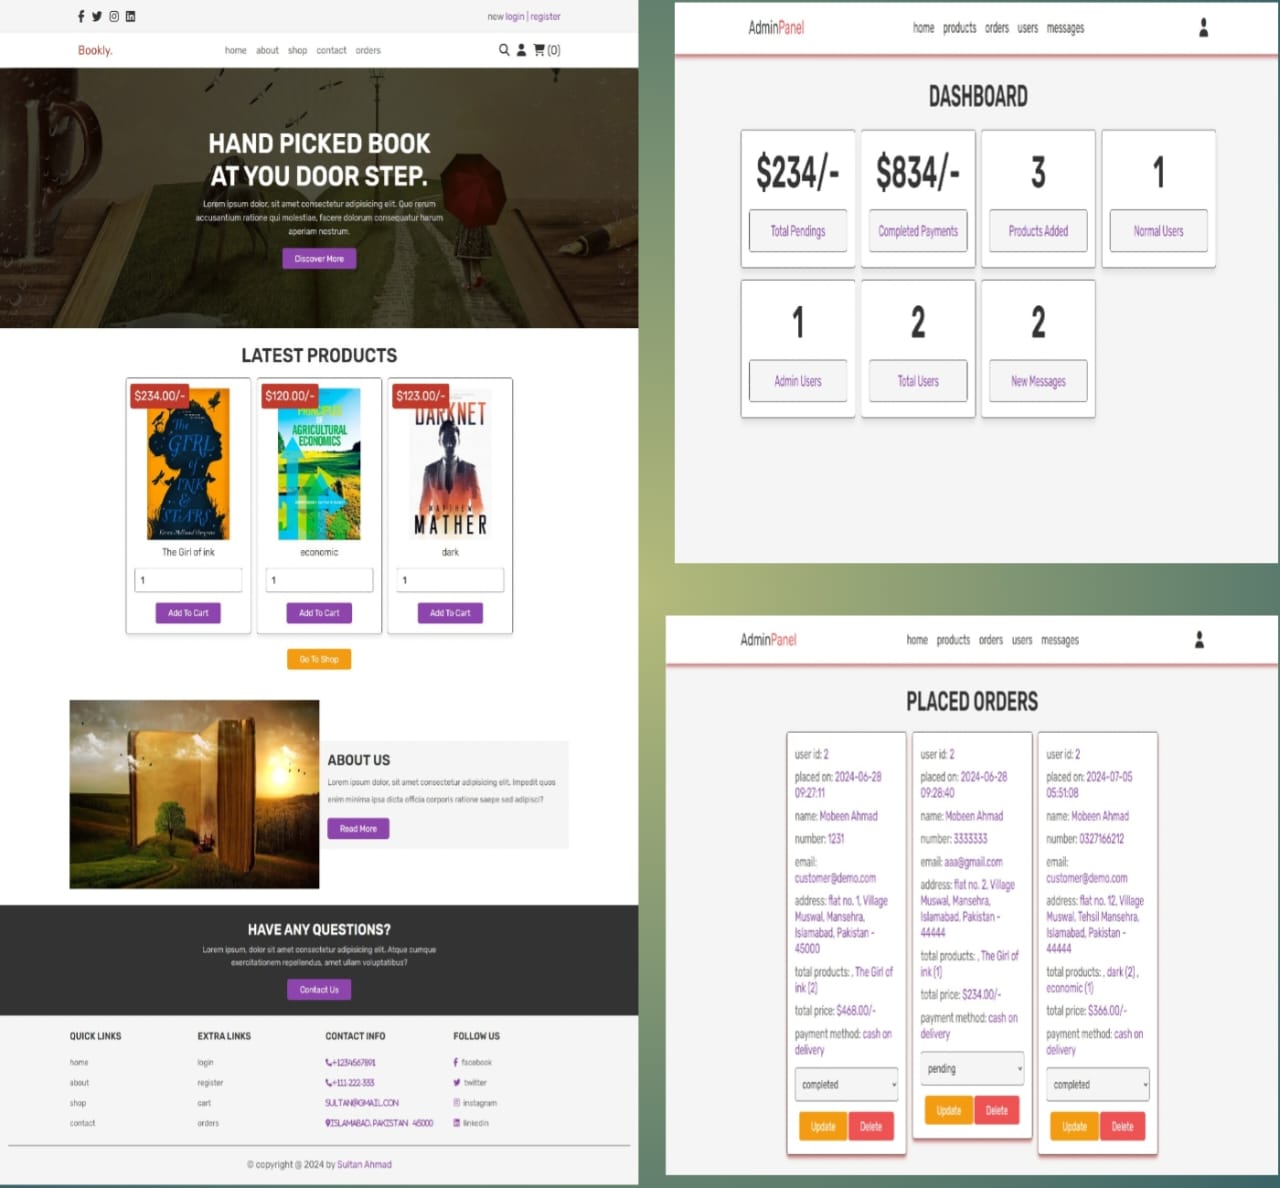 new login | register
Bookly.
home about shop contact orders
(0)
HAND PICKED BOOK
AT YOU DOOR STEP.
Lorem ipsum dolor, sit amet consectetur adipisicing elit. Quo rerum
accusantium ratione qui molestiae, facere dolorum consequatur harum
aperiam nostrum.
Discover More
LATEST PRODUCTS
$234.00/-
The
GIRL
of
INK
&
STARS
Kiran Millwood Hargrave
The Girl of ink
1
Add To Cart
$120.00/-
PRINCIPLES
AGRICULTURAL
ECONOMICS
economic
1
Add To Cart
$123.00/-
DARKNET
MATTHEW
MATHER
dark
1
Add To Cart
Go To Shop
ABOUT US
Lorem ipsum dolor, sit amet consectetur adipisicing elit. Impedit quos
enim minima ipsa dicta officia corporis ratione saepe sed adipisci?
Read More
HAVE ANY QUESTIONS?
Lorem ipsum, dolor sit amet consectetur adipisicing elit. Atque cumque
exercitationem repellendus, amet ullam voluptatibus?
Contact Us
QUICK LINKS
home
about
shop
contact
EXTRA LINKS
login
register
cart
orders
CONTACT INFO
+1234567891
+111-222-333
SULTAN@GMAIL.CON
ISLAMABAD, PAKISTAN - 45000
FOLLOW US
facebook
twitter
instagram
linkedin
© copyright @ 2024 by Sultan Ahmad
AdminPanel
home products orders users messages
DASHBOARD
$234/-
Total Pendings
$834/-
Completed Payments
3
Products Added
1
Normal Users
1
Admin Users
2
Total Users
2
New Messages
AdminPanel
home products orders users messages
PLACED ORDERS
user id: 2
placed on: 2024-06-28
09:27:11
name: Mobeen Ahmad
number: 1231
email:
customer@demo.com
address: flat no. 1, Village
Muswal, Mansehra,
Islamabad, Pakistan -
45000
total products: , The Girl of
ink (2)
total price: $468.00/-
payment method: cash on
delivery
completed
Update
Delete
user id: 2
placed on: 2024-06-28
09:28:40
name: Mobeen Ahmad
number: 3333333
email: aaa@gmail.com
address: flat no. 2, Village
Muswal, Mansehra,
Islamabad, Pakistan -
44444
total products: , The Girl of
ink (1)
total price: $234.00/-
payment method: cash on
delivery
pending
Update
Delete
user id: 2
placed on: 2024-07-05
05:51:08
name: Mobeen Ahmad
number: 0327166212
email:
customer@demo.com
address: flat no. 12, Village
Muswal, Tehsil Mansehra,
Islamabad, Pakistan -
44444
total products: , dark (2) ,
economic (1)
total price: $366.00/-
payment method: cash on
delivery
completed
Update
Delete